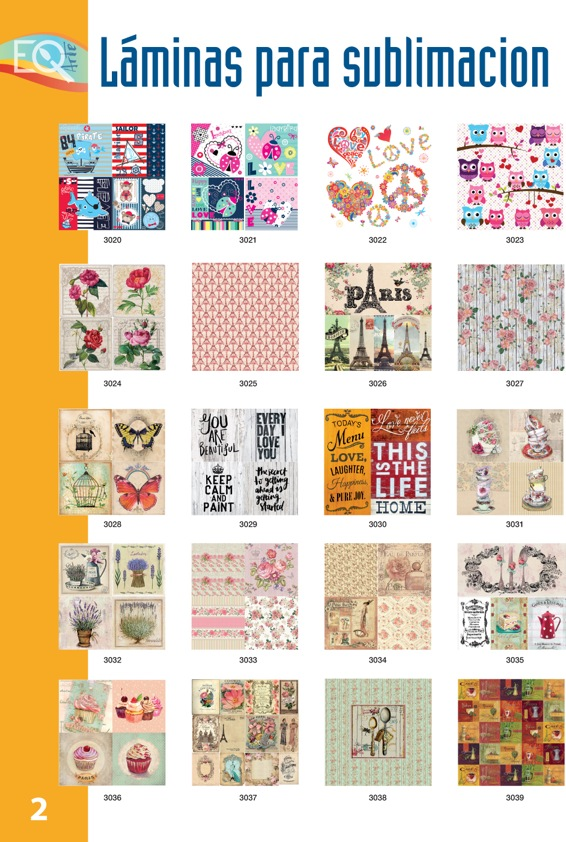 EQ Arte
Láminas para sublimacion
84 PIRATE
SAILOR
LOVE
3020
3021
LOVE
3022
3023
3024
3025
PARIS
3026
3027
3028
YOU
ARE
BEAUTIFUL
EVERY
DAY I
LOVE
YOU
KEEP
CALM
AND
PAINT
the secret
to getting
ahead is
getting
started
3029
TODAY'S
Menu
LOVE,
LAUGHTER,
Happiness,
& PURE JOY.
THIS
IS THE
LIFE
HOME
3030
3031
3032
3033
3034
3035
3036
3037
3038
3039
2